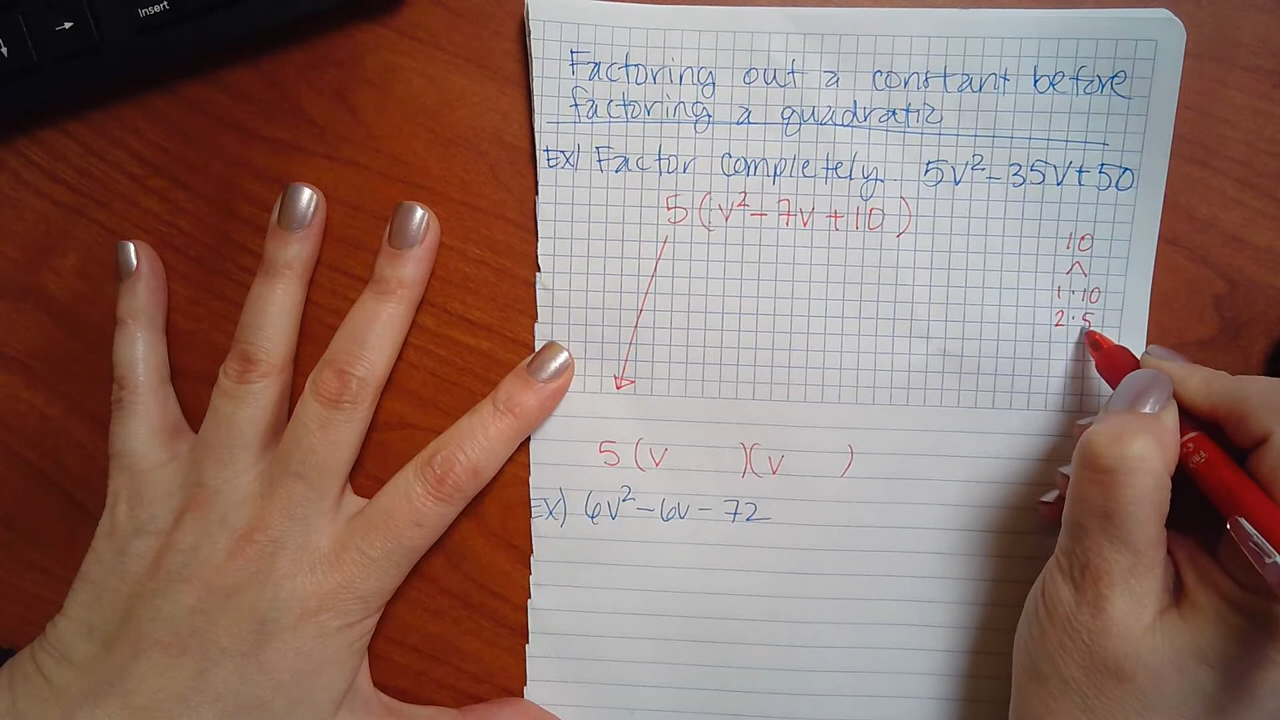 Insert
Factoring out a constant before
factoring a quadratic
Ex) Factor completely 5v²-35v+50
5(v²-7v+10)
10
1·10
2·5
5(v )(v )
Ex) 6v²-6v-72